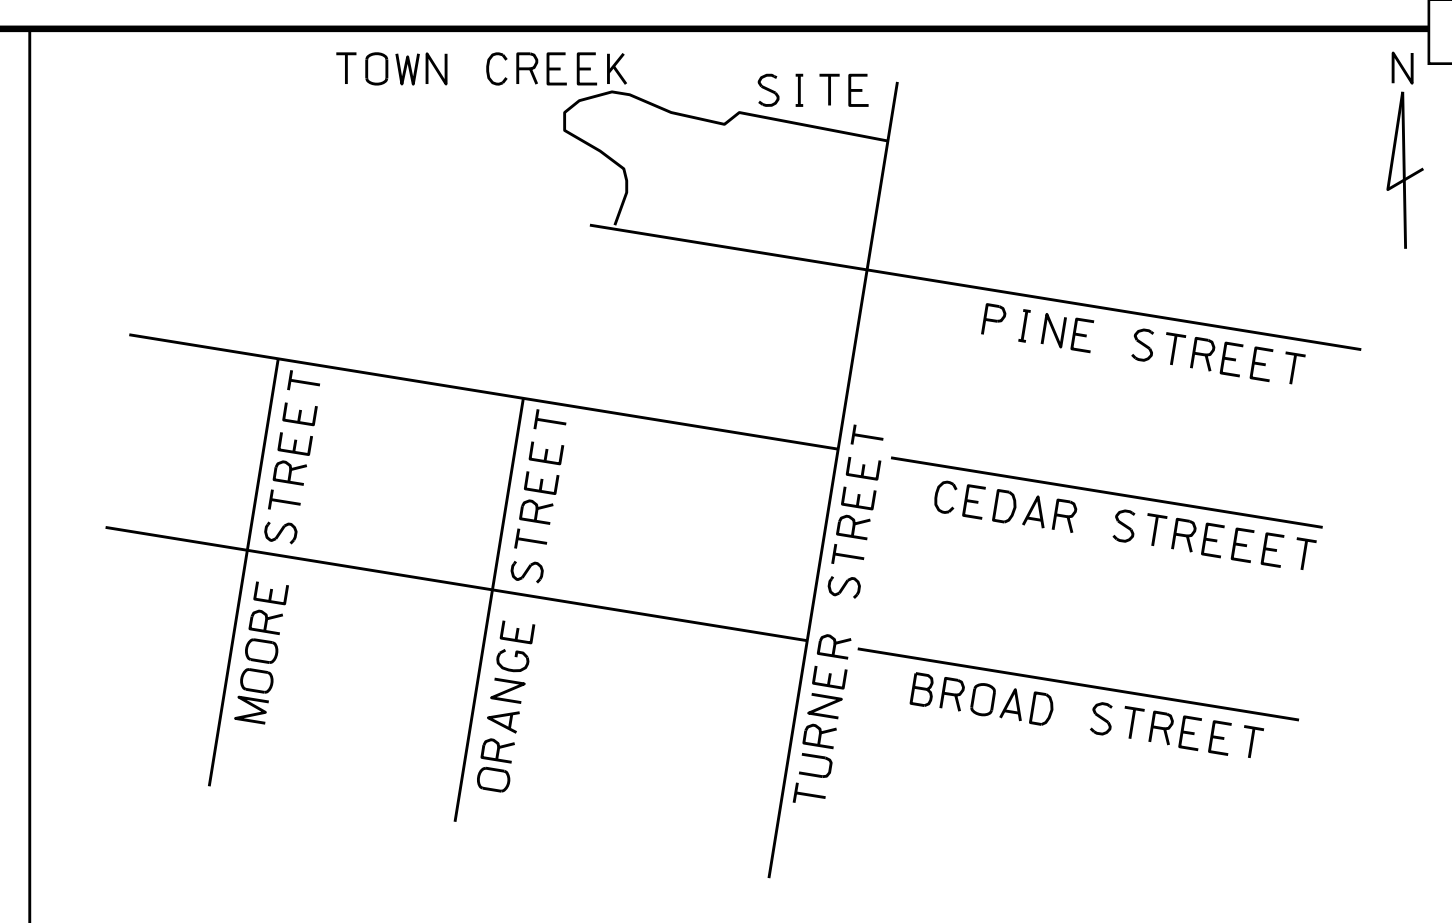 TOWN CREEK
SITE
N
PINE STREET
CEDAR STREEET
BROAD STREET
MOORE STREET
ORANGE STREET
TURNER STREET